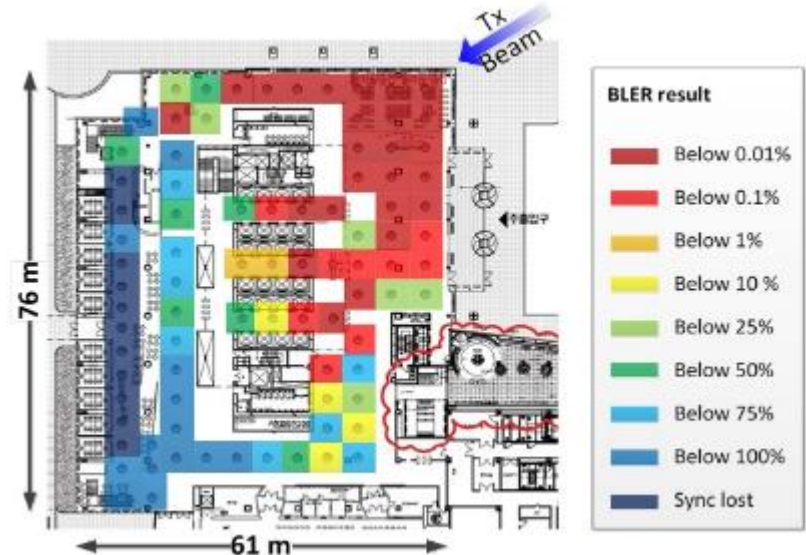 Tx
Beam
BLER result
Below 0.01%
Below 0.1%
Below 1%
Below 10 %
Below 25%
Below 50%
Below 75%
Below 100%
Sync lost
76 m
61 m